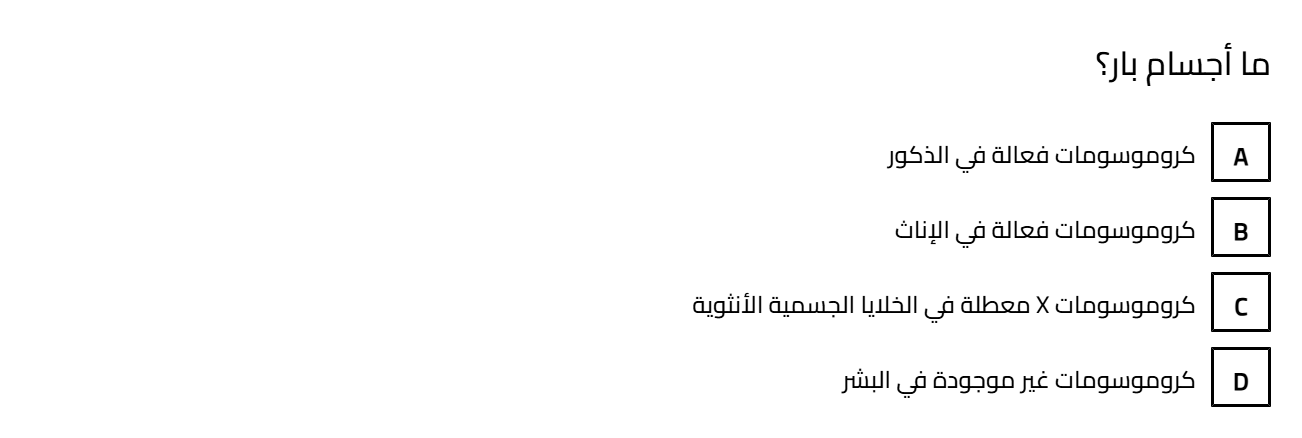 ما أجسام بار؟
A كروموسومات فعالة في الذكور
B كروموسومات فعالة في الإناث
C كروموسومات X معطلة في الخلايا الجسمية الأنثوية
D كروموسومات غير موجودة في البشر